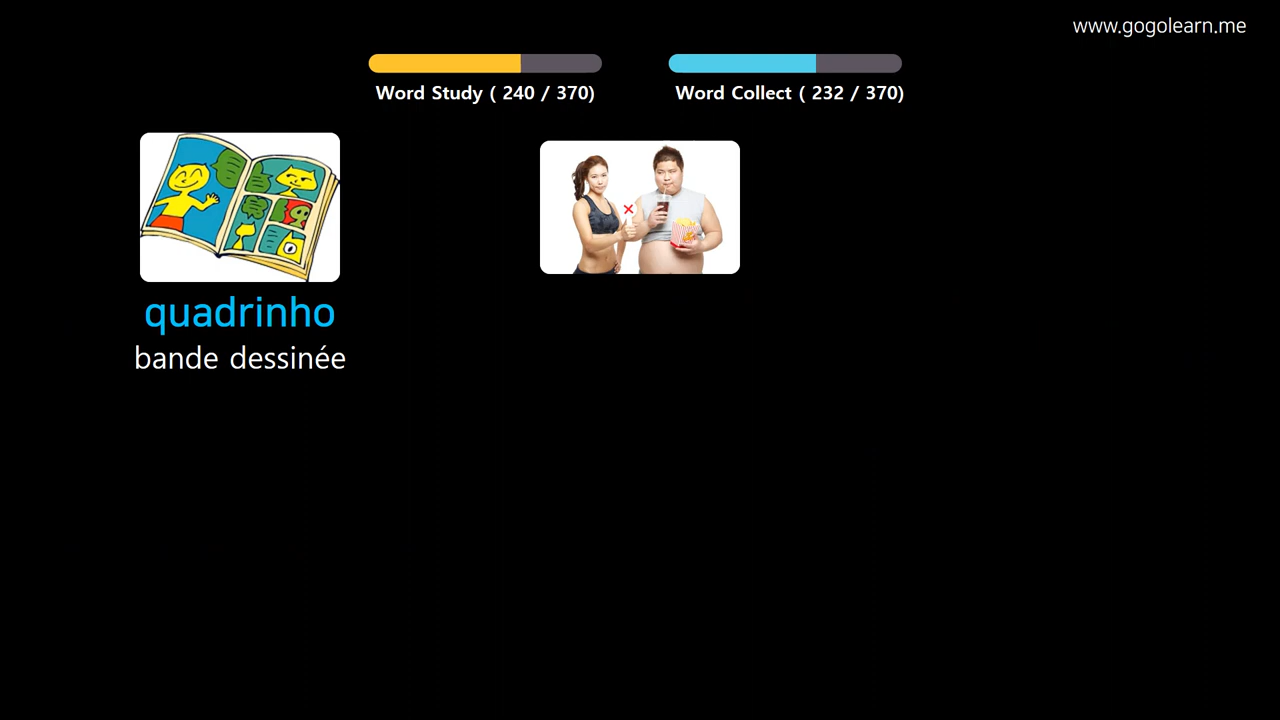 www.gogolearn.me
Word Study ( 240 / 370)
Word Collect ( 232 / 370)
quadrinho
bande dessinée